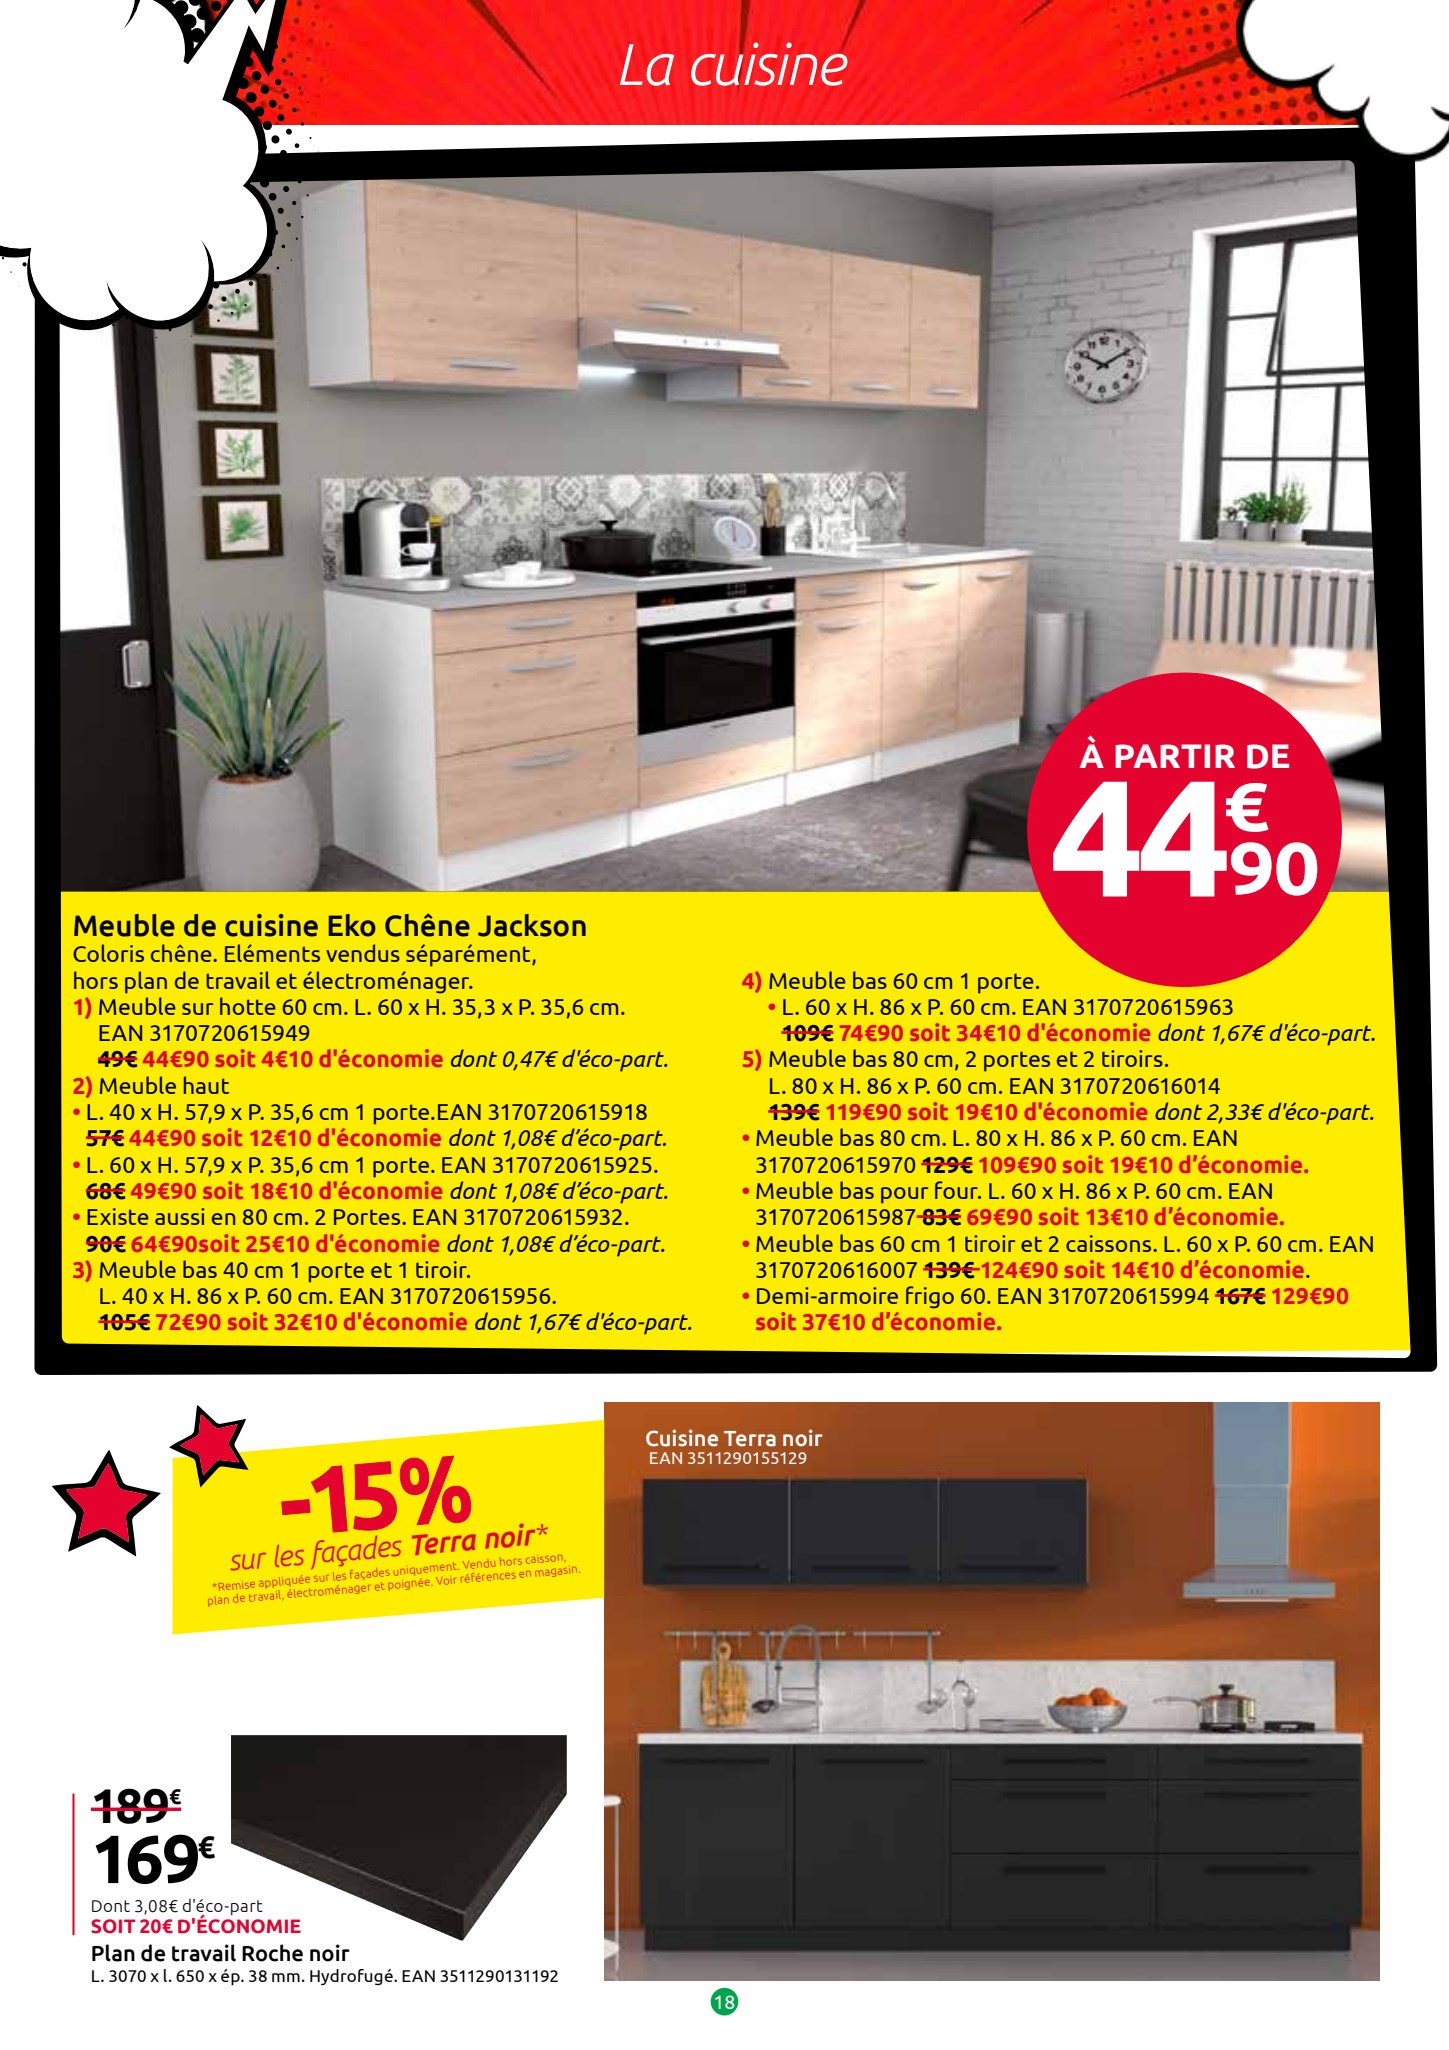 La cuisine
À PARTIR DE
44€90
Meuble de cuisine Eko Chêne Jackson
Coloris chêne. Eléments vendus séparément,
hors plan de travail et électroménager.
1) Meuble sur hotte 60 cm. L. 60 x H. 35,3 x P. 35,6 cm.
EAN 3170720615949
49€ 44€90 soit 4€10 d'économie dont 0,47€ d'éco-part.
2) Meuble haut
• L. 40 x H. 57,9 x P. 35,6 cm 1 porte.EAN 3170720615918
57€ 44€90 soit 12€10 d'économie dont 1,08€ d’éco-part.
• L. 60 x H. 57,9 x P. 35,6 cm 1 porte. EAN 3170720615925.
68€ 49€90 soit 18€10 d'économie dont 1,08€ d’éco-part.
• Existe aussi en 80 cm. 2 Portes. EAN 3170720615932.
90€ 64€90soit 25€10 d'économie dont 1,08€ d’éco-part.
3) Meuble bas 40 cm 1 porte et 1 tiroir.
L. 40 x H. 86 x P. 60 cm. EAN 3170720615956.
105€ 72€90 soit 32€10 d'économie dont 1,67€ d'éco-part.
4) Meuble bas 60 cm 1 porte.
• L. 60 x H. 86 x P. 60 cm. EAN 3170720615963
109€ 74€90 soit 34€10 d'économie dont 1,67€ d'éco-part.
5) Meuble bas 80 cm, 2 portes et 2 tiroirs.
L. 80 x H. 86 x P. 60 cm. EAN 3170720616014
139€ 119€90 soit 19€10 d'économie dont 2,33€ d'éco-part.
• Meuble bas 80 cm. L. 80 x H. 86 x P. 60 cm. EAN
3170720615970 129€ 109€90 soit 19€10 d’économie.
• Meuble bas pour four. L. 60 x H. 86 x P. 60 cm. EAN
3170720615987 83€ 69€90 soit 13€10 d’économie.
• Meuble bas 60 cm 1 tiroir et 2 caissons. L. 60 x P. 60 cm. EAN
3170720616007 139€ 124€90 soit 14€10 d’économie.
• Demi-armoire frigo 60. EAN 3170720615994 167€ 129€90
soit 37€10 d’économie.
-15%
sur les façades Terra noir*
*Remise appliquée sur les façades uniquement. Vendu hors caisson,
plan de travail, électroménager et poignée. Voir références en magasin.
Cuisine Terra noir
EAN 3511290155129
189€
169€
Dont 3,08€ d'éco-part
SOIT 20€ D'ÉCONOMIE
Plan de travail Roche noir
L. 3070 x l. 650 x ép. 38 mm. Hydrofugé. EAN 3511290131192
18